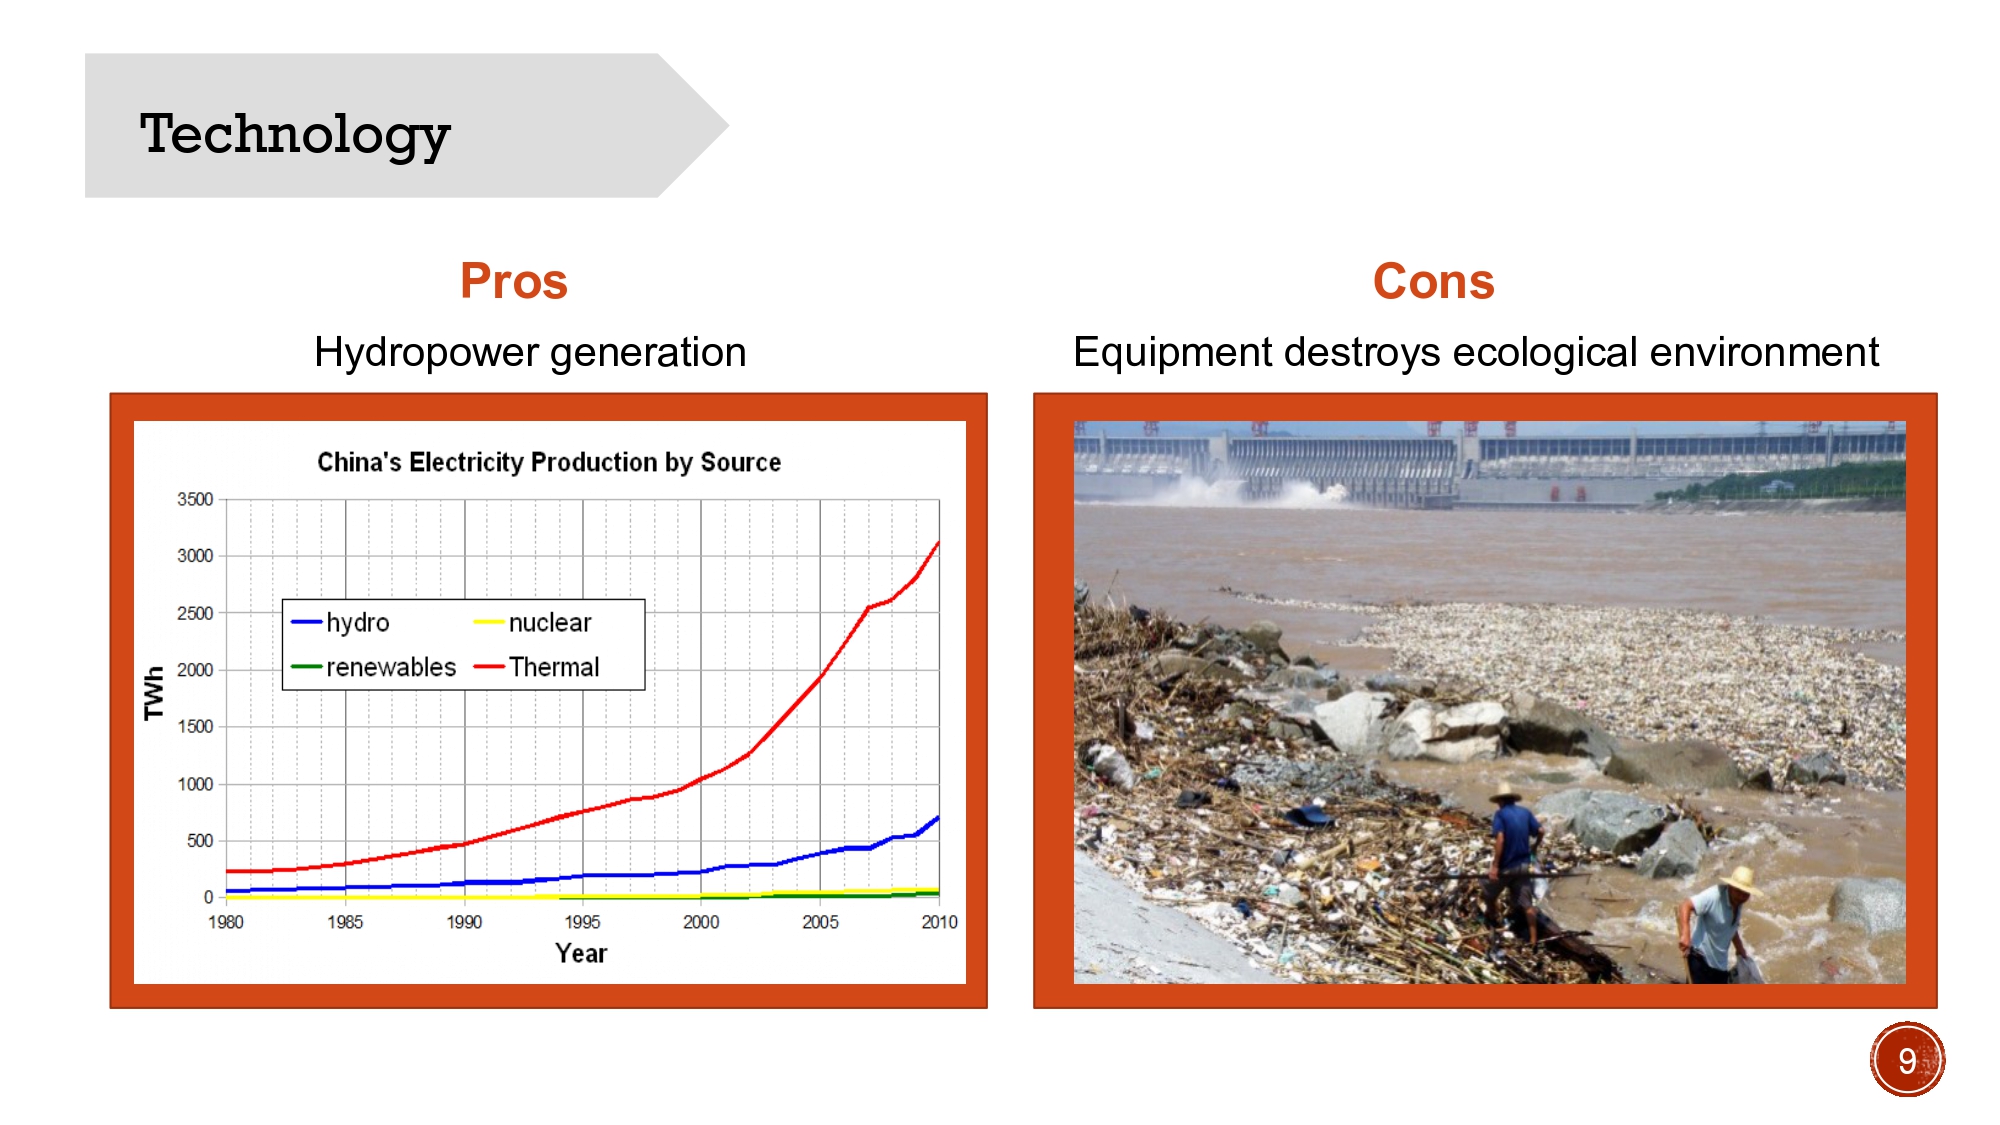 Technology
Pros
Hydropower generation
China's Electricity Production by Source
3500
3000
2500
2000
1500
1000
500
0
TWh
hydro
nuclear
renewables
Thermal
1980
1985
1990
1995
2000
2005
2010
Year
Cons
Equipment destroys ecological environment
9